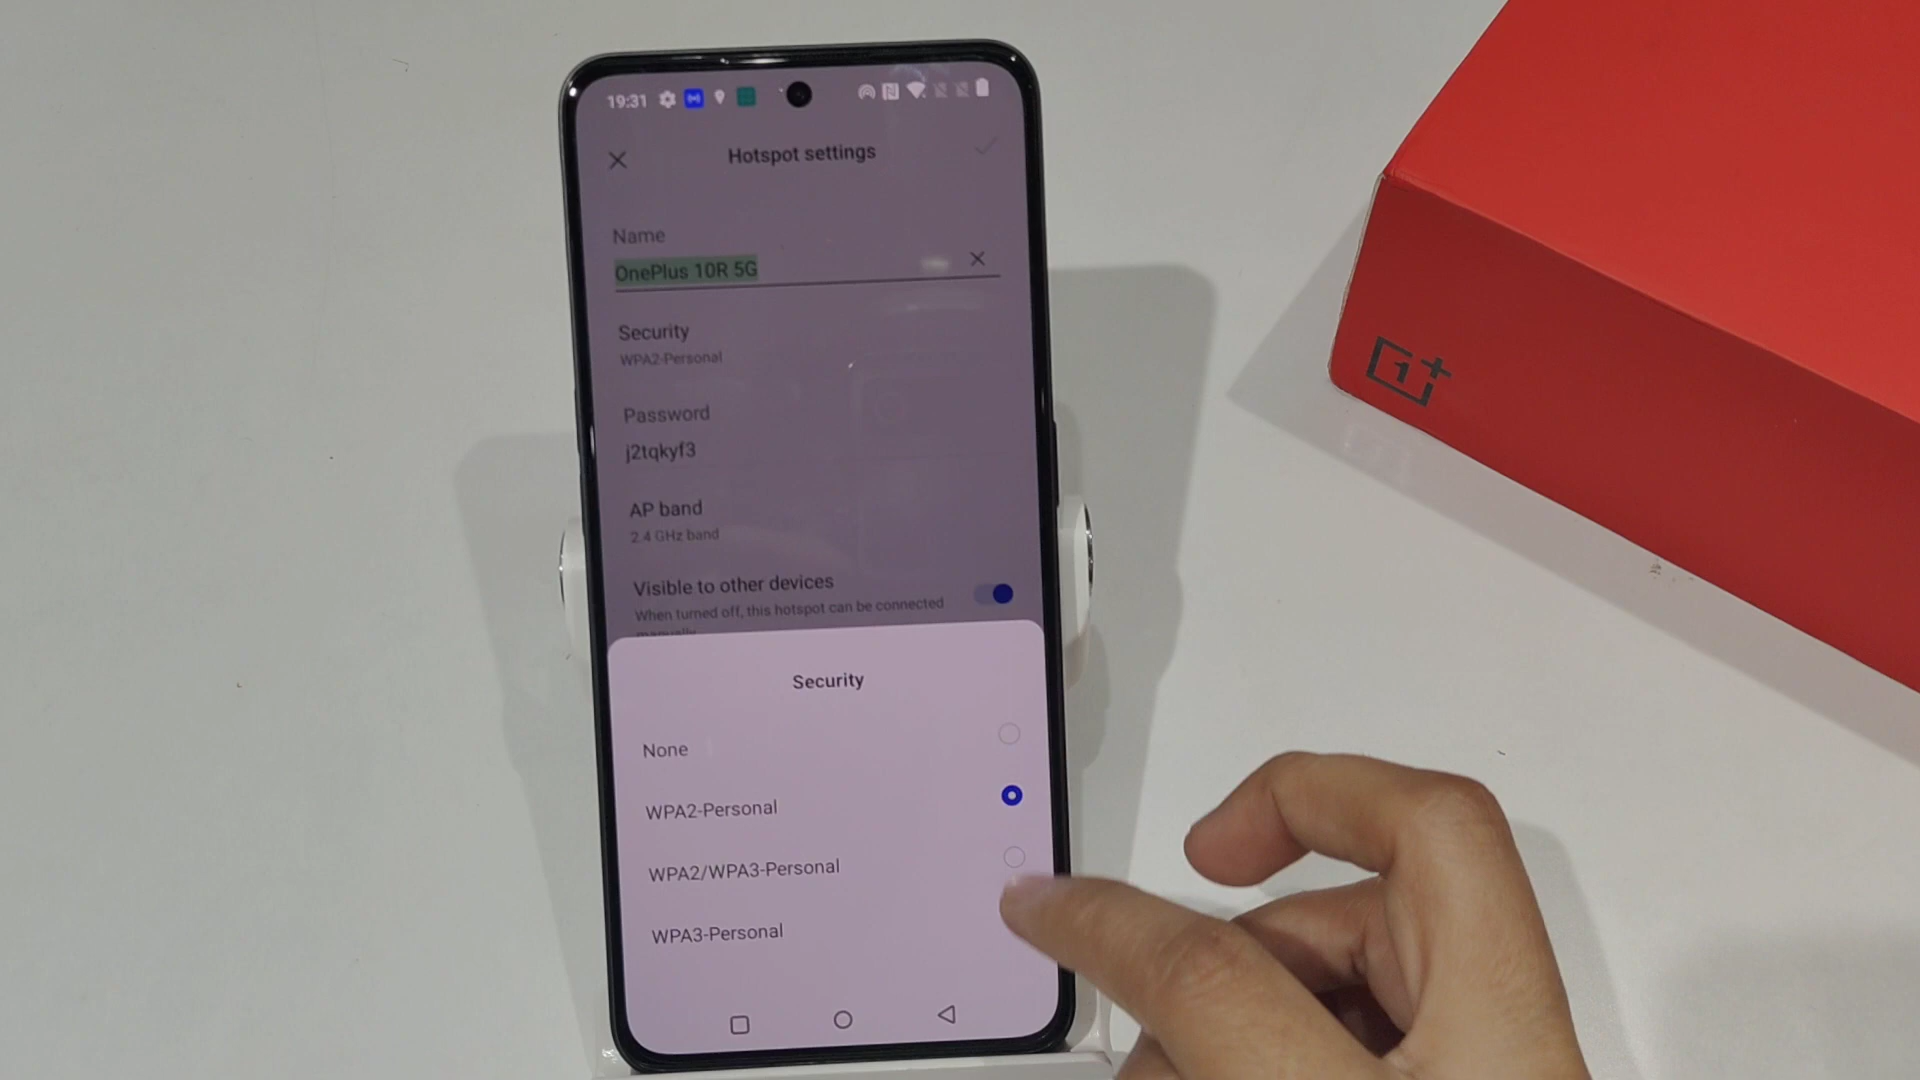 19:31
Hotspot settings
Name
OnePlus 10R 5G
Security
WPA2-Personal
Password
j2tqkyf3
AP band
2.4 GHz band
Visible to other devices
When turned off, this hotspot can be connected
manually.
Security
None
WPA2-Personal
WPA2/WPA3-Personal
WPA3-Personal
1+